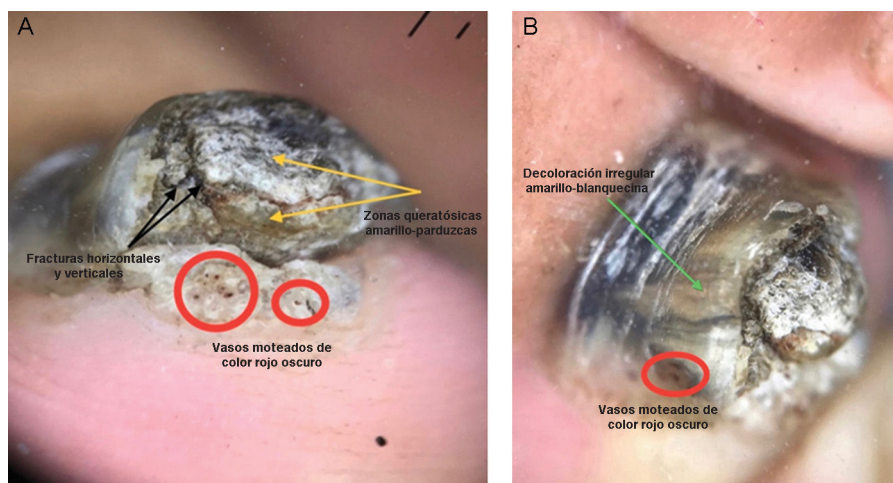 A
Zonas queratósicas
amarillo-parduzcas
Fracturas horizontales
y verticales
Vasos moteados de
color rojo oscuro
B
Decoloración irregular
amarillo-blanquecina
Vasos moteados de
color rojo oscuro